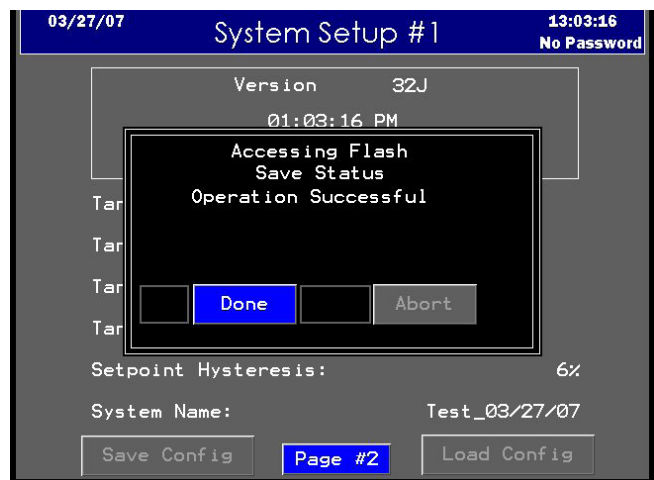 03/27/07 System Setup #1 13:03:16
No Password
Version 32J
01:03:16 PM
Accessing Flash
Save Status
Operation Successful
Tar
Tar
Tar
Done Abort
Tar
Setpoint Hysteresis: 6%
System Name: Test_03/27/07
Save Config Page #2 Load Config